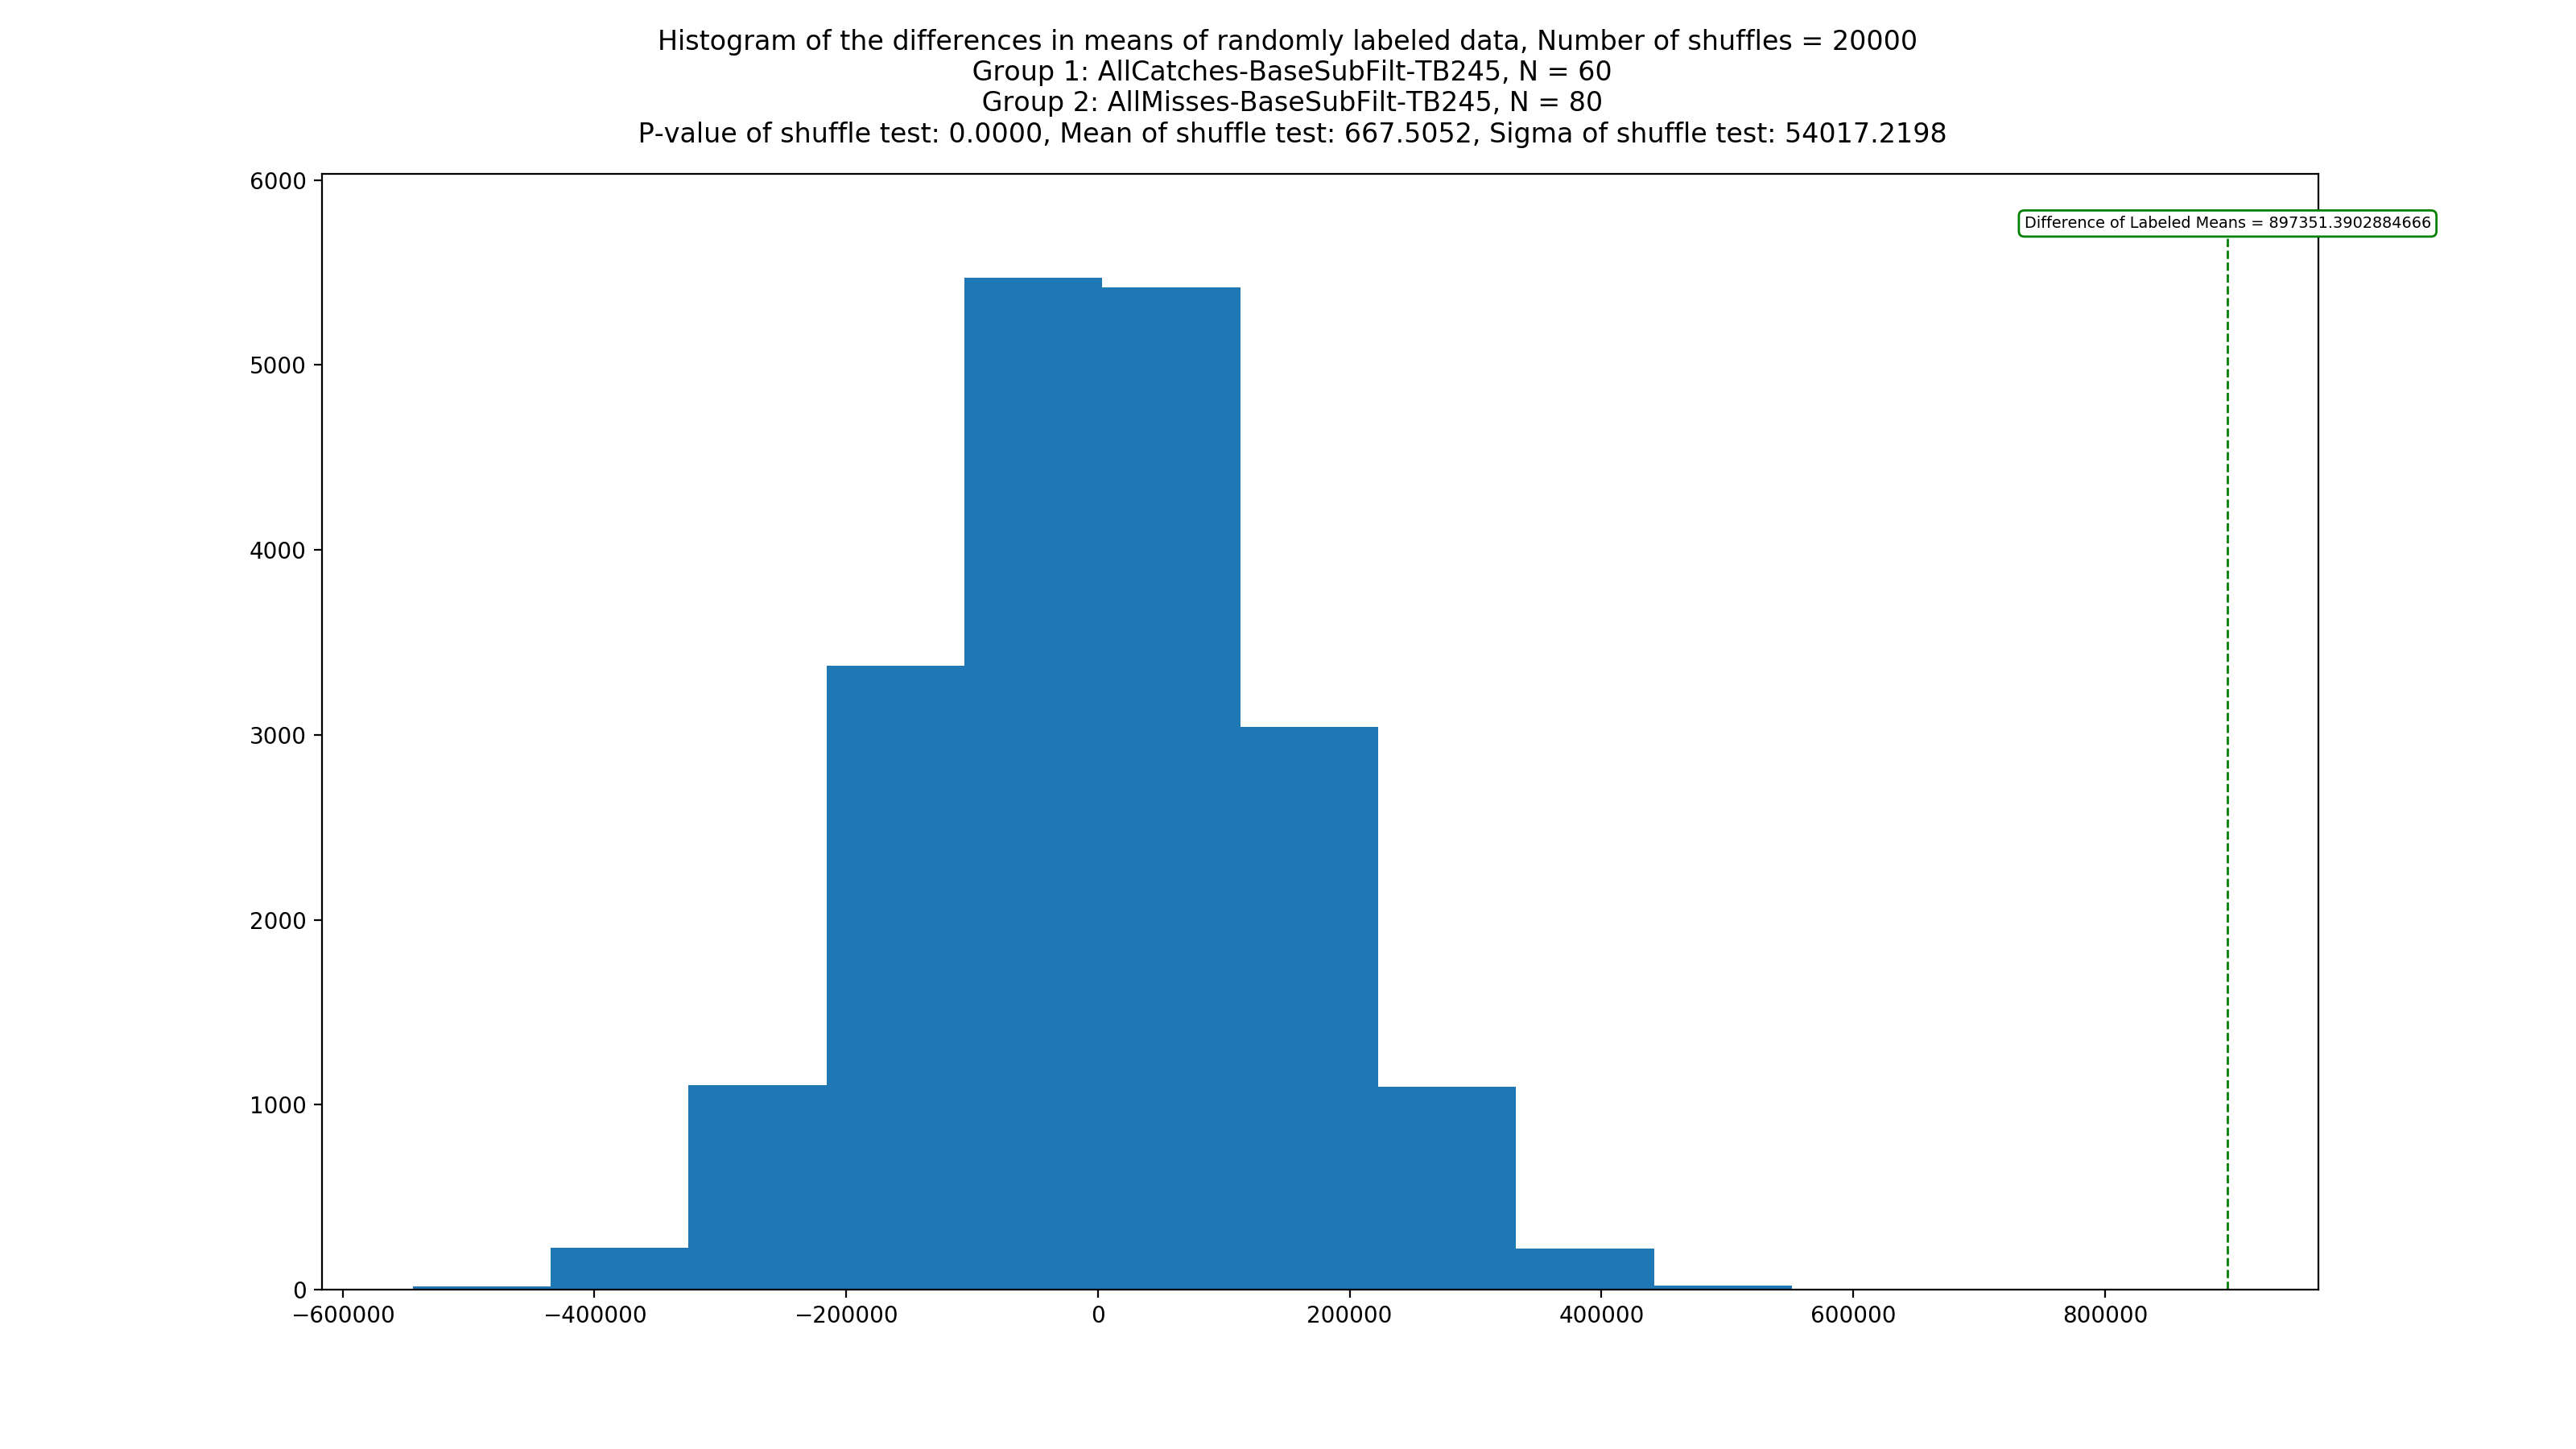 Histogram of the differences in means of randomly labeled data, Number of shuffles = 20000
Group 1: AllCatches-BaseSubFilt-TB245, N = 60
Group 2: AllMisses-BaseSubFilt-TB245, N = 80
P-value of shuffle test: 0.0000, Mean of shuffle test: 667.5052, Sigma of shuffle test: 54017.2198
6000
Difference of Labeled Means = 897351.3902884666
5000
4000
3000
2000
1000
0
−600000 −400000 −200000 0 200000 400000 600000 800000